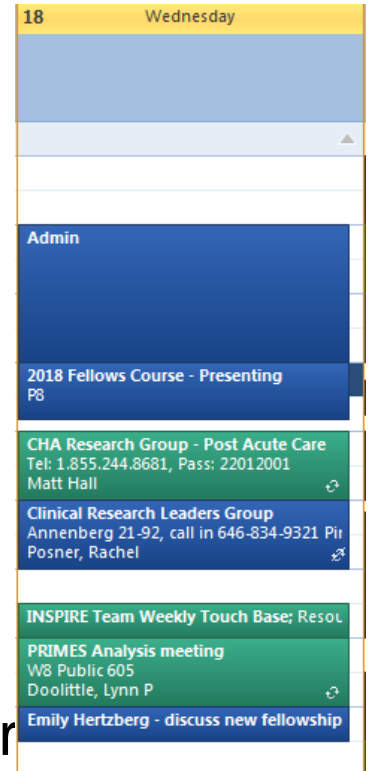 18 Wednesday
Admin
2018 Fellows Course - Presenting
P8
CHA Research Group - Post Acute Care
Tel: 1.855.244.8681, Pass: 22012001
Matt Hall
Clinical Research Leaders Group
Annenberg 21-92, call in 646-834-9321 Pir
Posner, Rachel
INSPIRE Team Weekly Touch Base; Resou
PRIMES Analysis meeting
W8 Public 605
Doolittle, Lynn P
Emily Hertzberg - discuss new fellowship
r